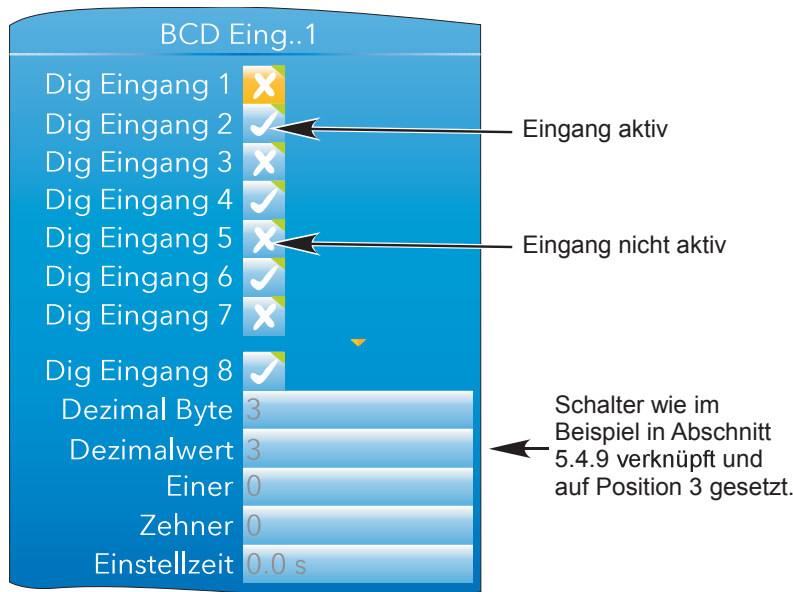 BCD Eing..1
Dig Eingang 1
Dig Eingang 2
Eingang aktiv
Dig Eingang 3
Dig Eingang 4
Dig Eingang 5
Eingang nicht aktiv
Dig Eingang 6
Dig Eingang 7
Dig Eingang 8
Dezimal Byte 3
Dezimalwert 3
Einer 0
Zehner 0
Einstellzeit 0.0 s
Schalter wie im
Beispiel in Abschnitt
5.4.9 verknüpft und
auf Position 3 gesetzt.